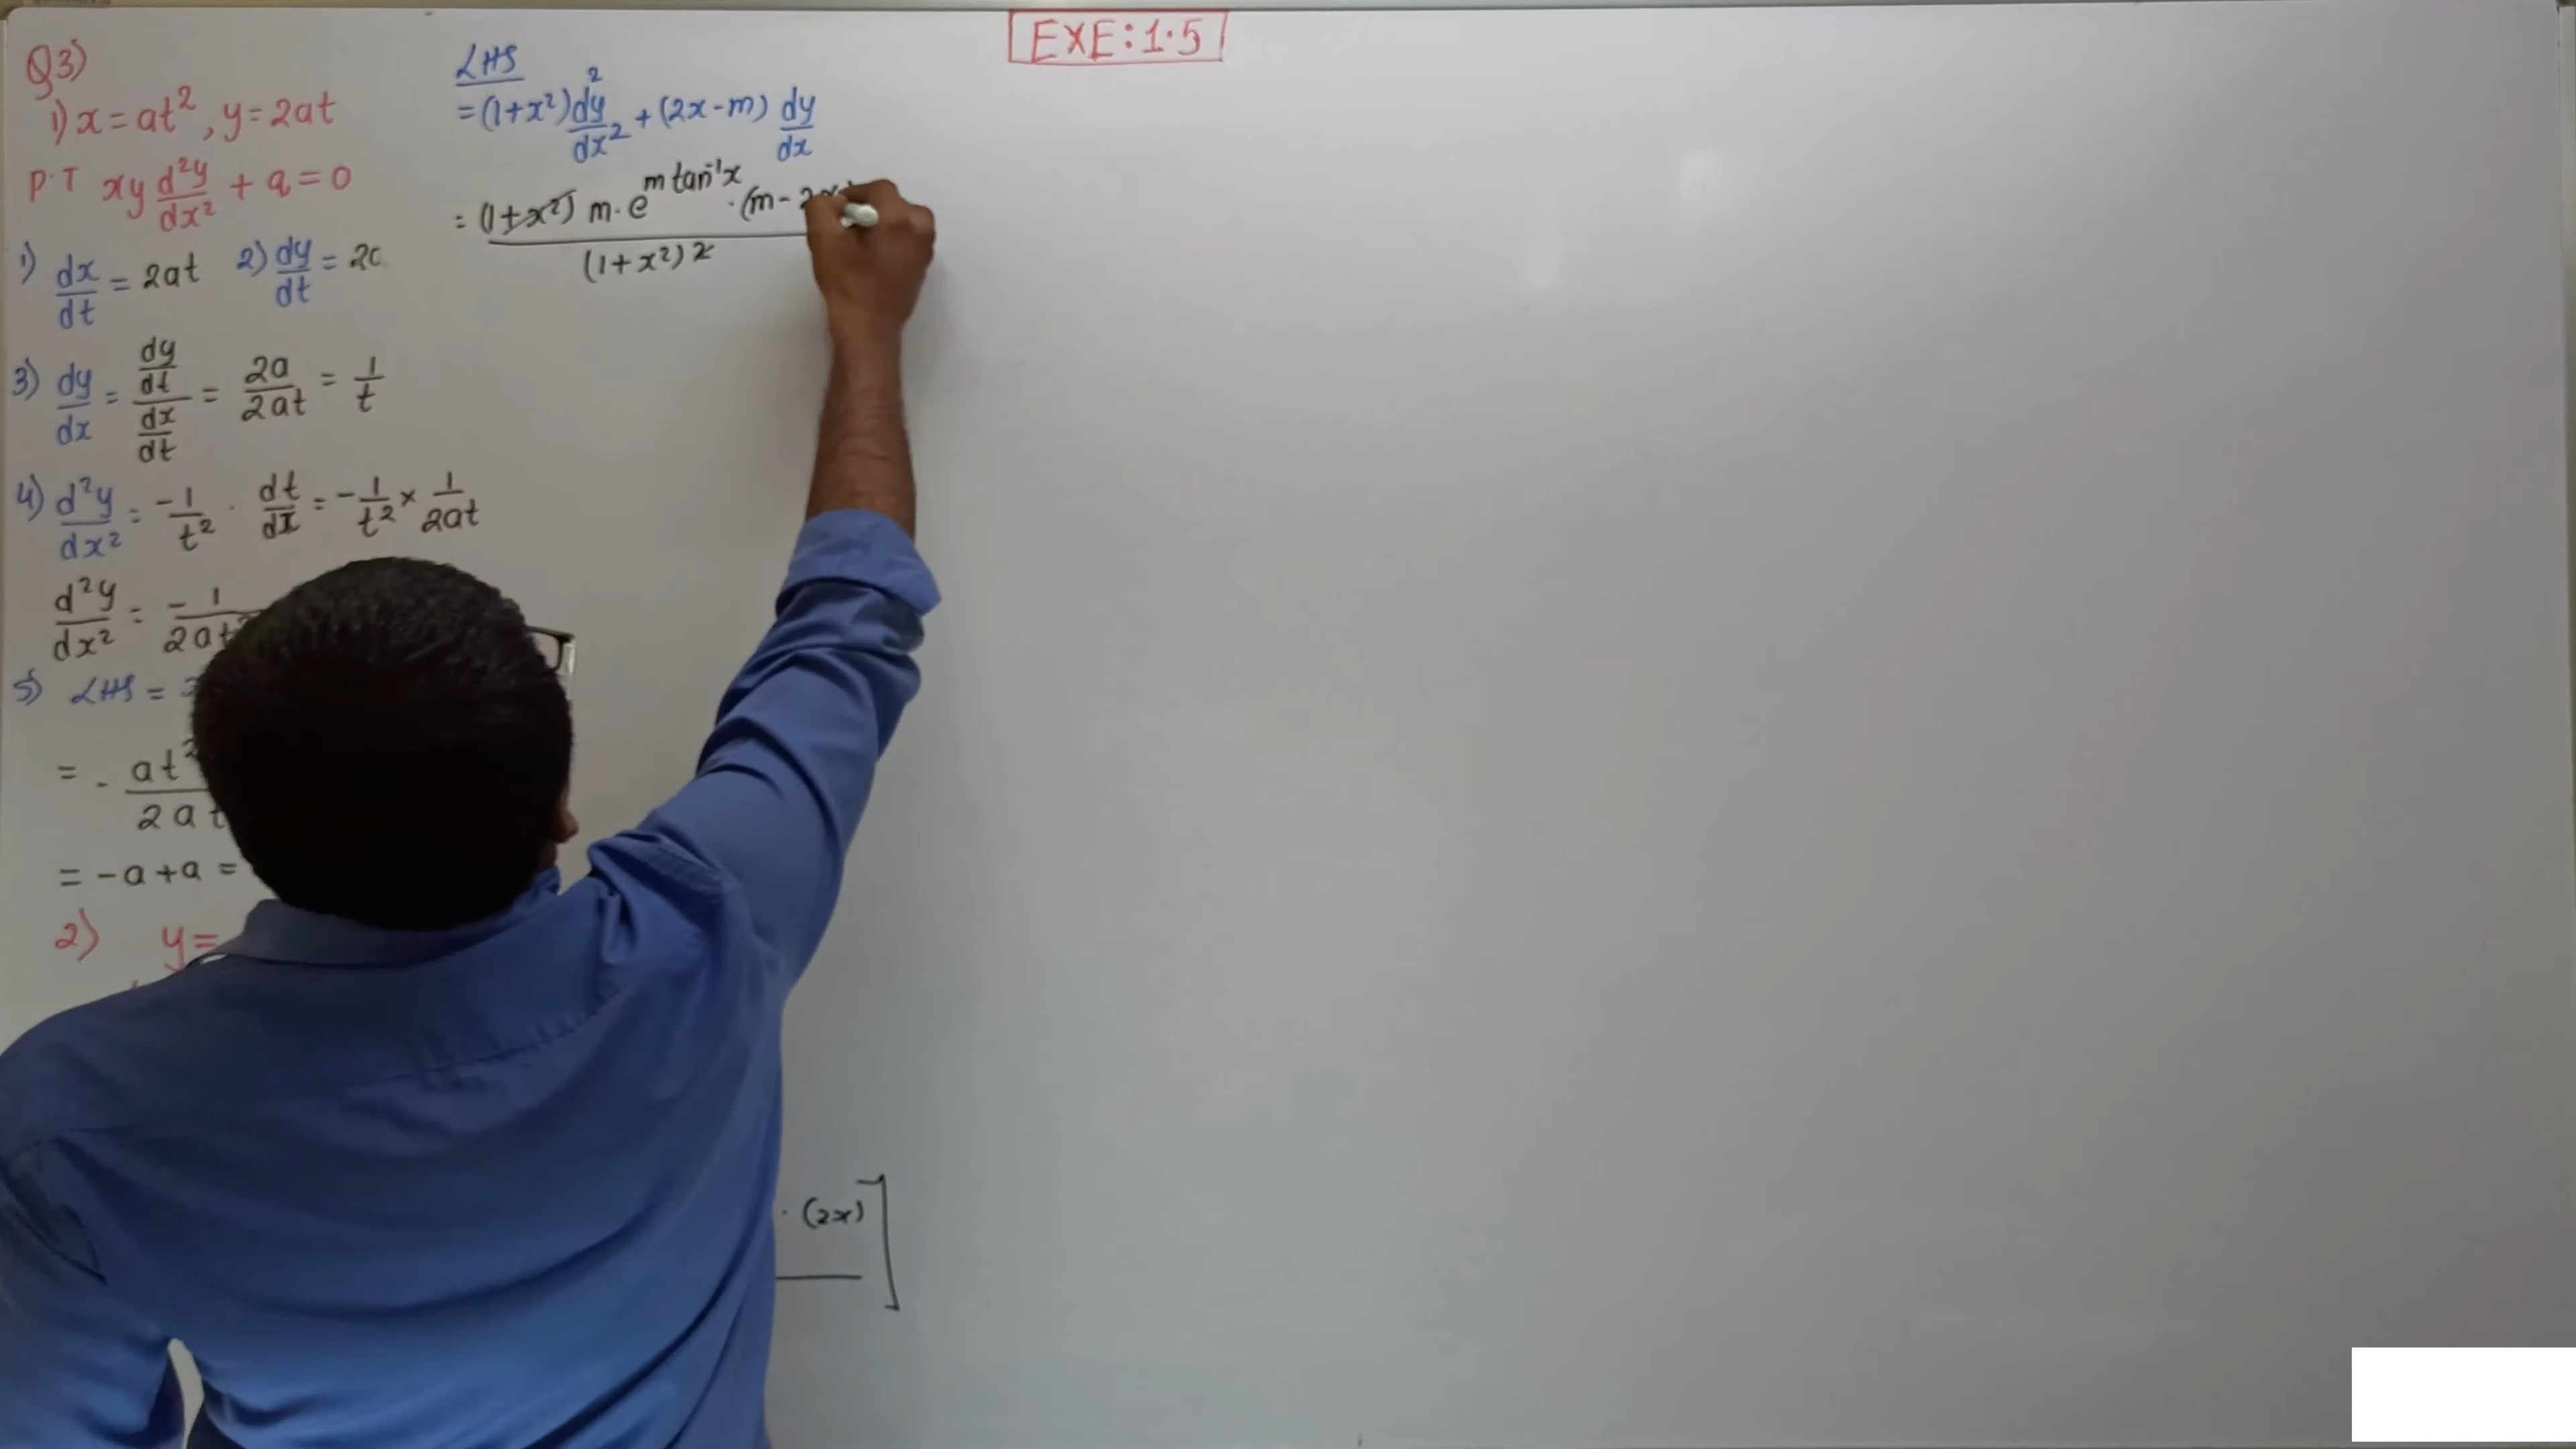 EXE: 1.5
Q3)
1) x = at², y = 2at
P.T xy d²y/dx² + a = 0
1) dx/dt = 2at 2) dy/dt = 2a
3) dy/dx = (dy/dt)/(dx/dt) = 2a/2at = 1/t
4) d²y/dx² = -1/t² · dt/dx = -1/t² × 1/2at
d²y/dx² = -1/2at
5) LHS =
= - at²/2at
= -a + a =
2) y =
LHS
= (1+x²) d²y/dx² + (2x-m) dy/dx
= (1+x²) m·e^(m tan⁻¹x) · (m-2x)/(1+x²)²
· (2x) ]